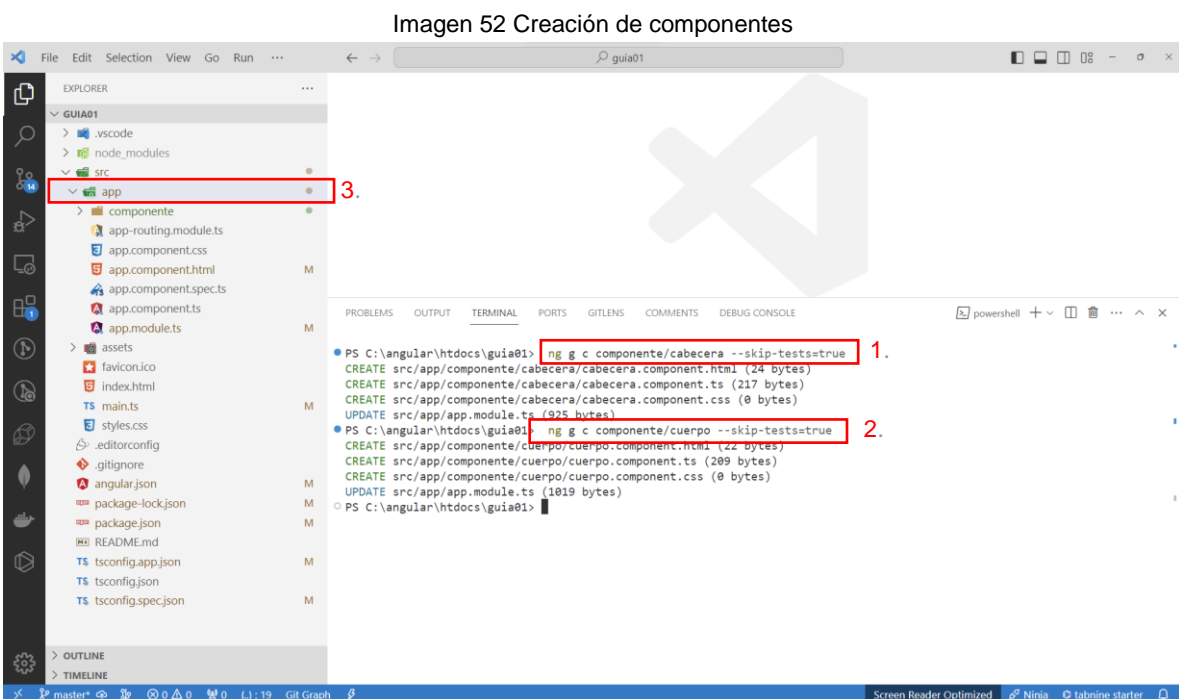 Imagen 52 Creación de componentes
File Edit Selection View Go Run ···
guia01
EXPLORER
GUIA01
.vscode
node_modules
src
app
3.
componente
app-routing.module.ts
app.component.css
app.component.html M
app.component.spec.ts
app.component.ts
app.module.ts M
assets
favicon.ico
index.html
TS main.ts M
styles.css
.editorconfig
.gitignore
angular.json M
package-lock.json M
package.json M
README.md
TS tsconfig.app.json M
TS tsconfig.json
TS tsconfig.spec.json M
OUTLINE
TIMELINE
14
1
PROBLEMS OUTPUT TERMINAL PORTS GITLENS COMMENTS DEBUG CONSOLE
powershell
PS C:\angular\htdocs\guia01> ng g c componente/cabecera --skip-tests=true 1.
CREATE src/app/componente/cabecera/cabecera.component.html (24 bytes)
CREATE src/app/componente/cabecera/cabecera.component.ts (217 bytes)
CREATE src/app/componente/cabecera/cabecera.component.css (0 bytes)
UPDATE src/app/app.module.ts (925 bytes)
PS C:\angular\htdocs\guia01> ng g c componente/cuerpo --skip-tests=true 2.
CREATE src/app/componente/cuerpo/cuerpo.component.html (22 bytes)
CREATE src/app/componente/cuerpo/cuerpo.component.ts (209 bytes)
CREATE src/app/componente/cuerpo/cuerpo.component.css (0 bytes)
UPDATE src/app/app.module.ts (1019 bytes)
PS C:\angular\htdocs\guia01>
master* 0 0 0 19 Git Graph
Screen Reader Optimized Ninja tabnine starter